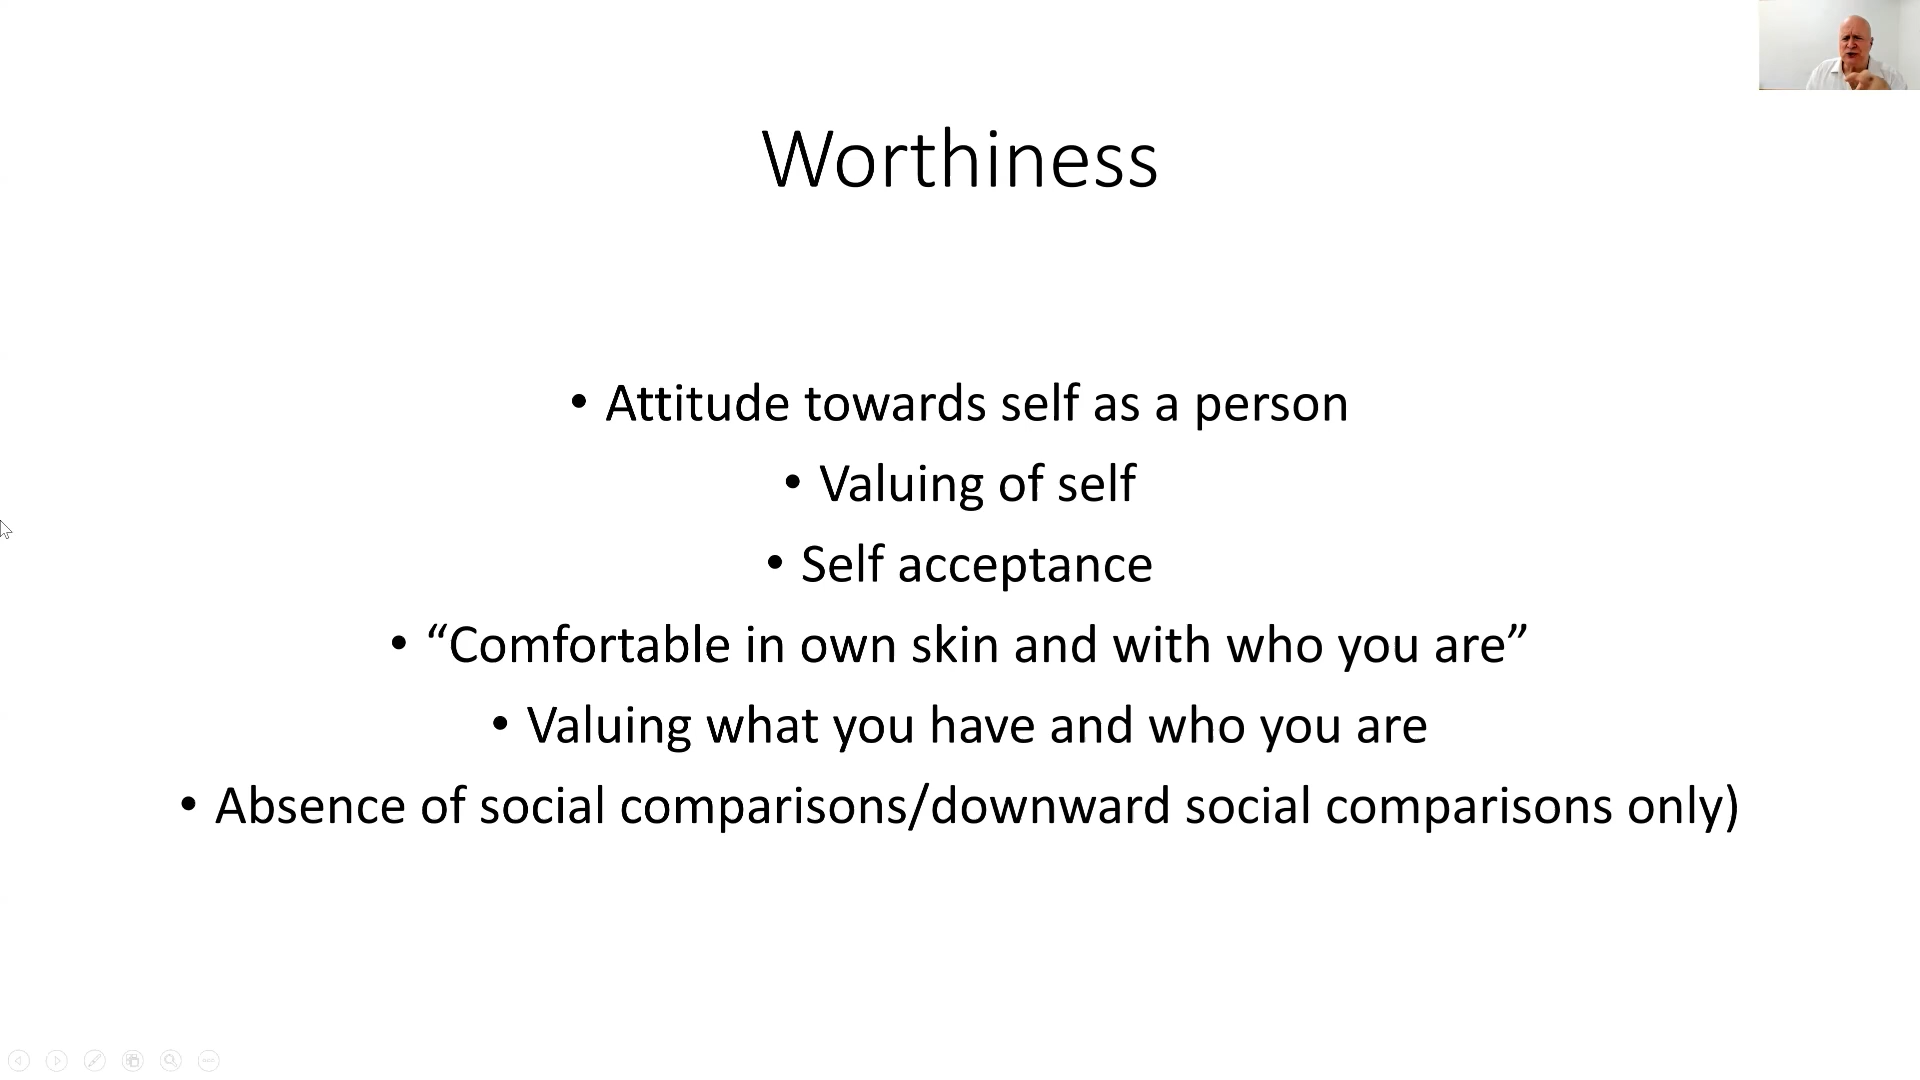 Worthiness
• Attitude towards self as a person
• Valuing of self
• Self acceptance
• “Comfortable in own skin and with who you are”
• Valuing what you have and who you are
• Absence of social comparisons/downward social comparisons only)